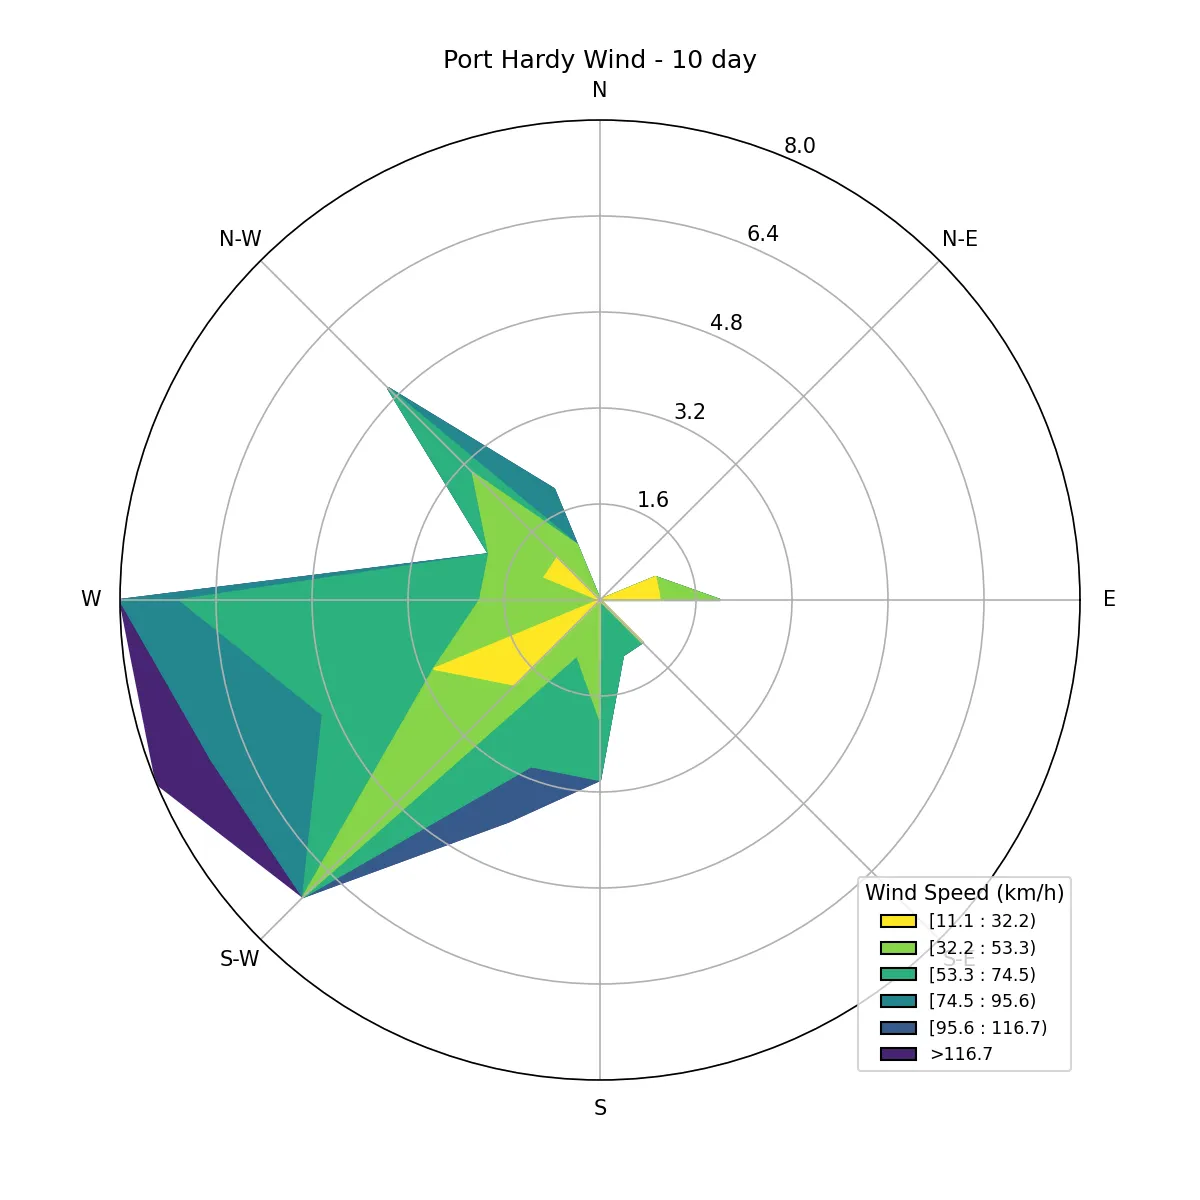 Port Hardy Wind - 10 day
N
8.0
N-W
6.4
N-E
4.8
3.2
1.6
W
E
S-W
S-E
S
Wind Speed (km/h)
[11.1 : 32.2)
[32.2 : 53.3)
[53.3 : 74.5)
[74.5 : 95.6)
[95.6 : 116.7)
>116.7